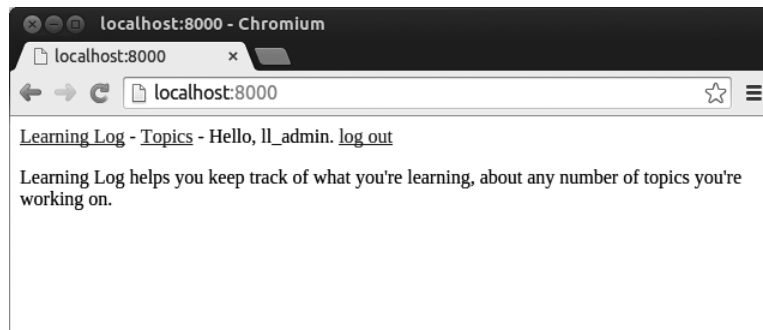 localhost:8000 - Chromium
localhost:8000
localhost:8000
Learning Log - Topics - Hello, ll_admin. log out
Learning Log helps you keep track of what you're learning, about any number of topics you're
working on.